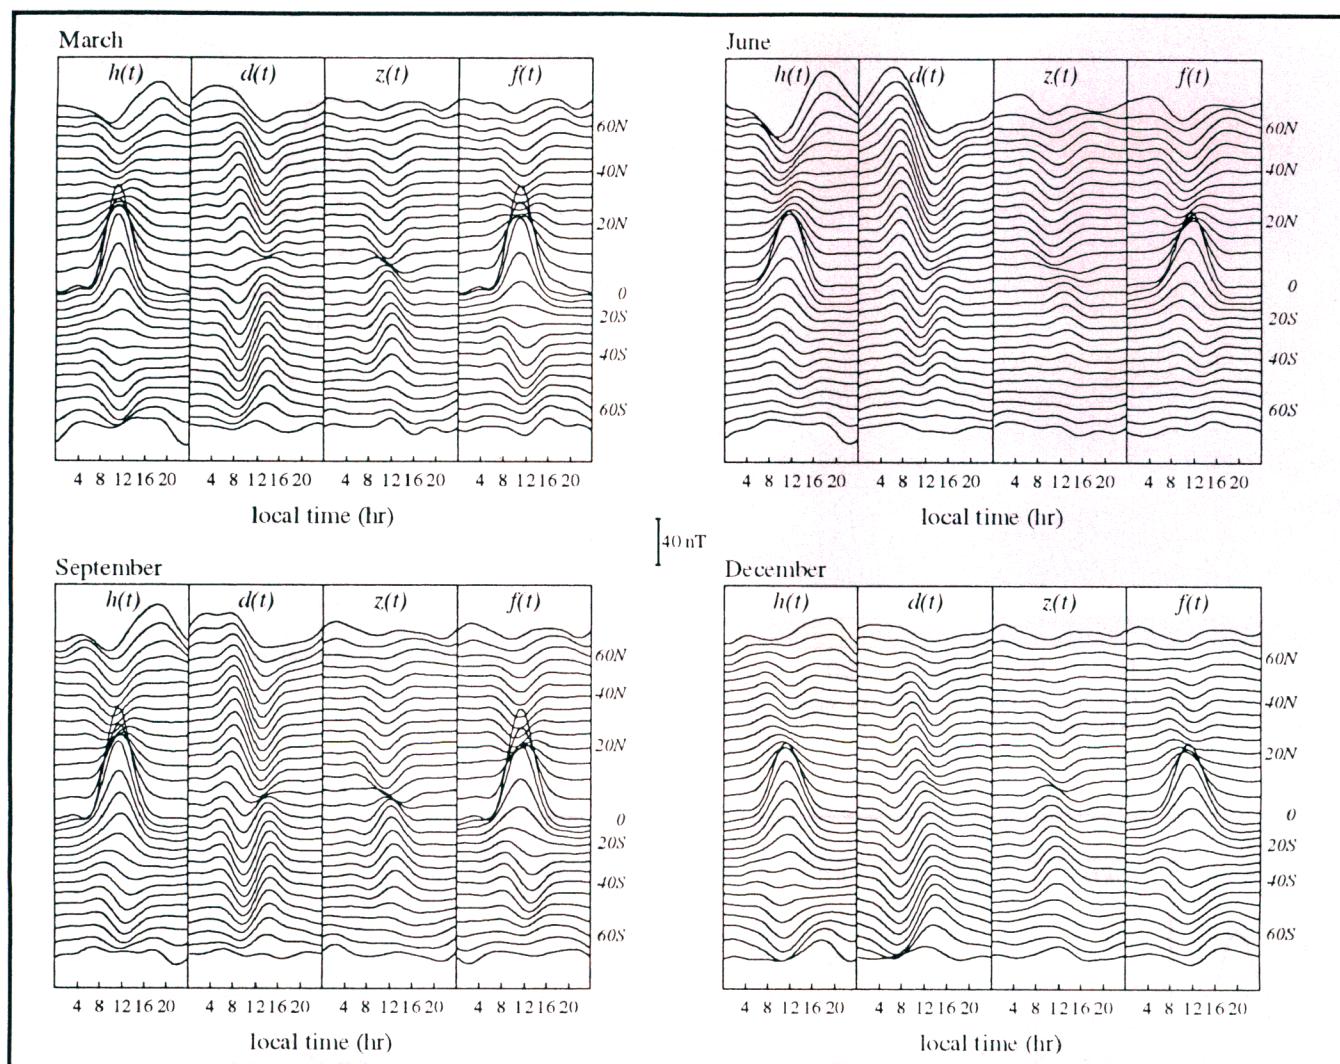 March
h(t) d(t) z(t) f(t)
60N
40N
20N
0
20S
40S
60S
4 8 12 16 20 4 8 12 16 20 4 8 12 16 20 4 8 12 16 20
local time (hr)
June
h(t) d(t) z(t) f(t)
60N
40N
20N
0
20S
40S
60S
4 8 12 16 20 4 8 12 16 20 4 8 12 16 20 4 8 12 16 20
local time (hr)
40 nT
September
h(t) d(t) z(t) f(t)
60N
40N
20N
0
20S
40S
60S
4 8 12 16 20 4 8 12 16 20 4 8 12 16 20 4 8 12 16 20
local time (hr)
December
h(t) d(t) z(t) f(t)
60N
40N
20N
0
20S
40S
60S
4 8 12 16 20 4 8 12 16 20 4 8 12 16 20 4 8 12 16 20
local time (hr)